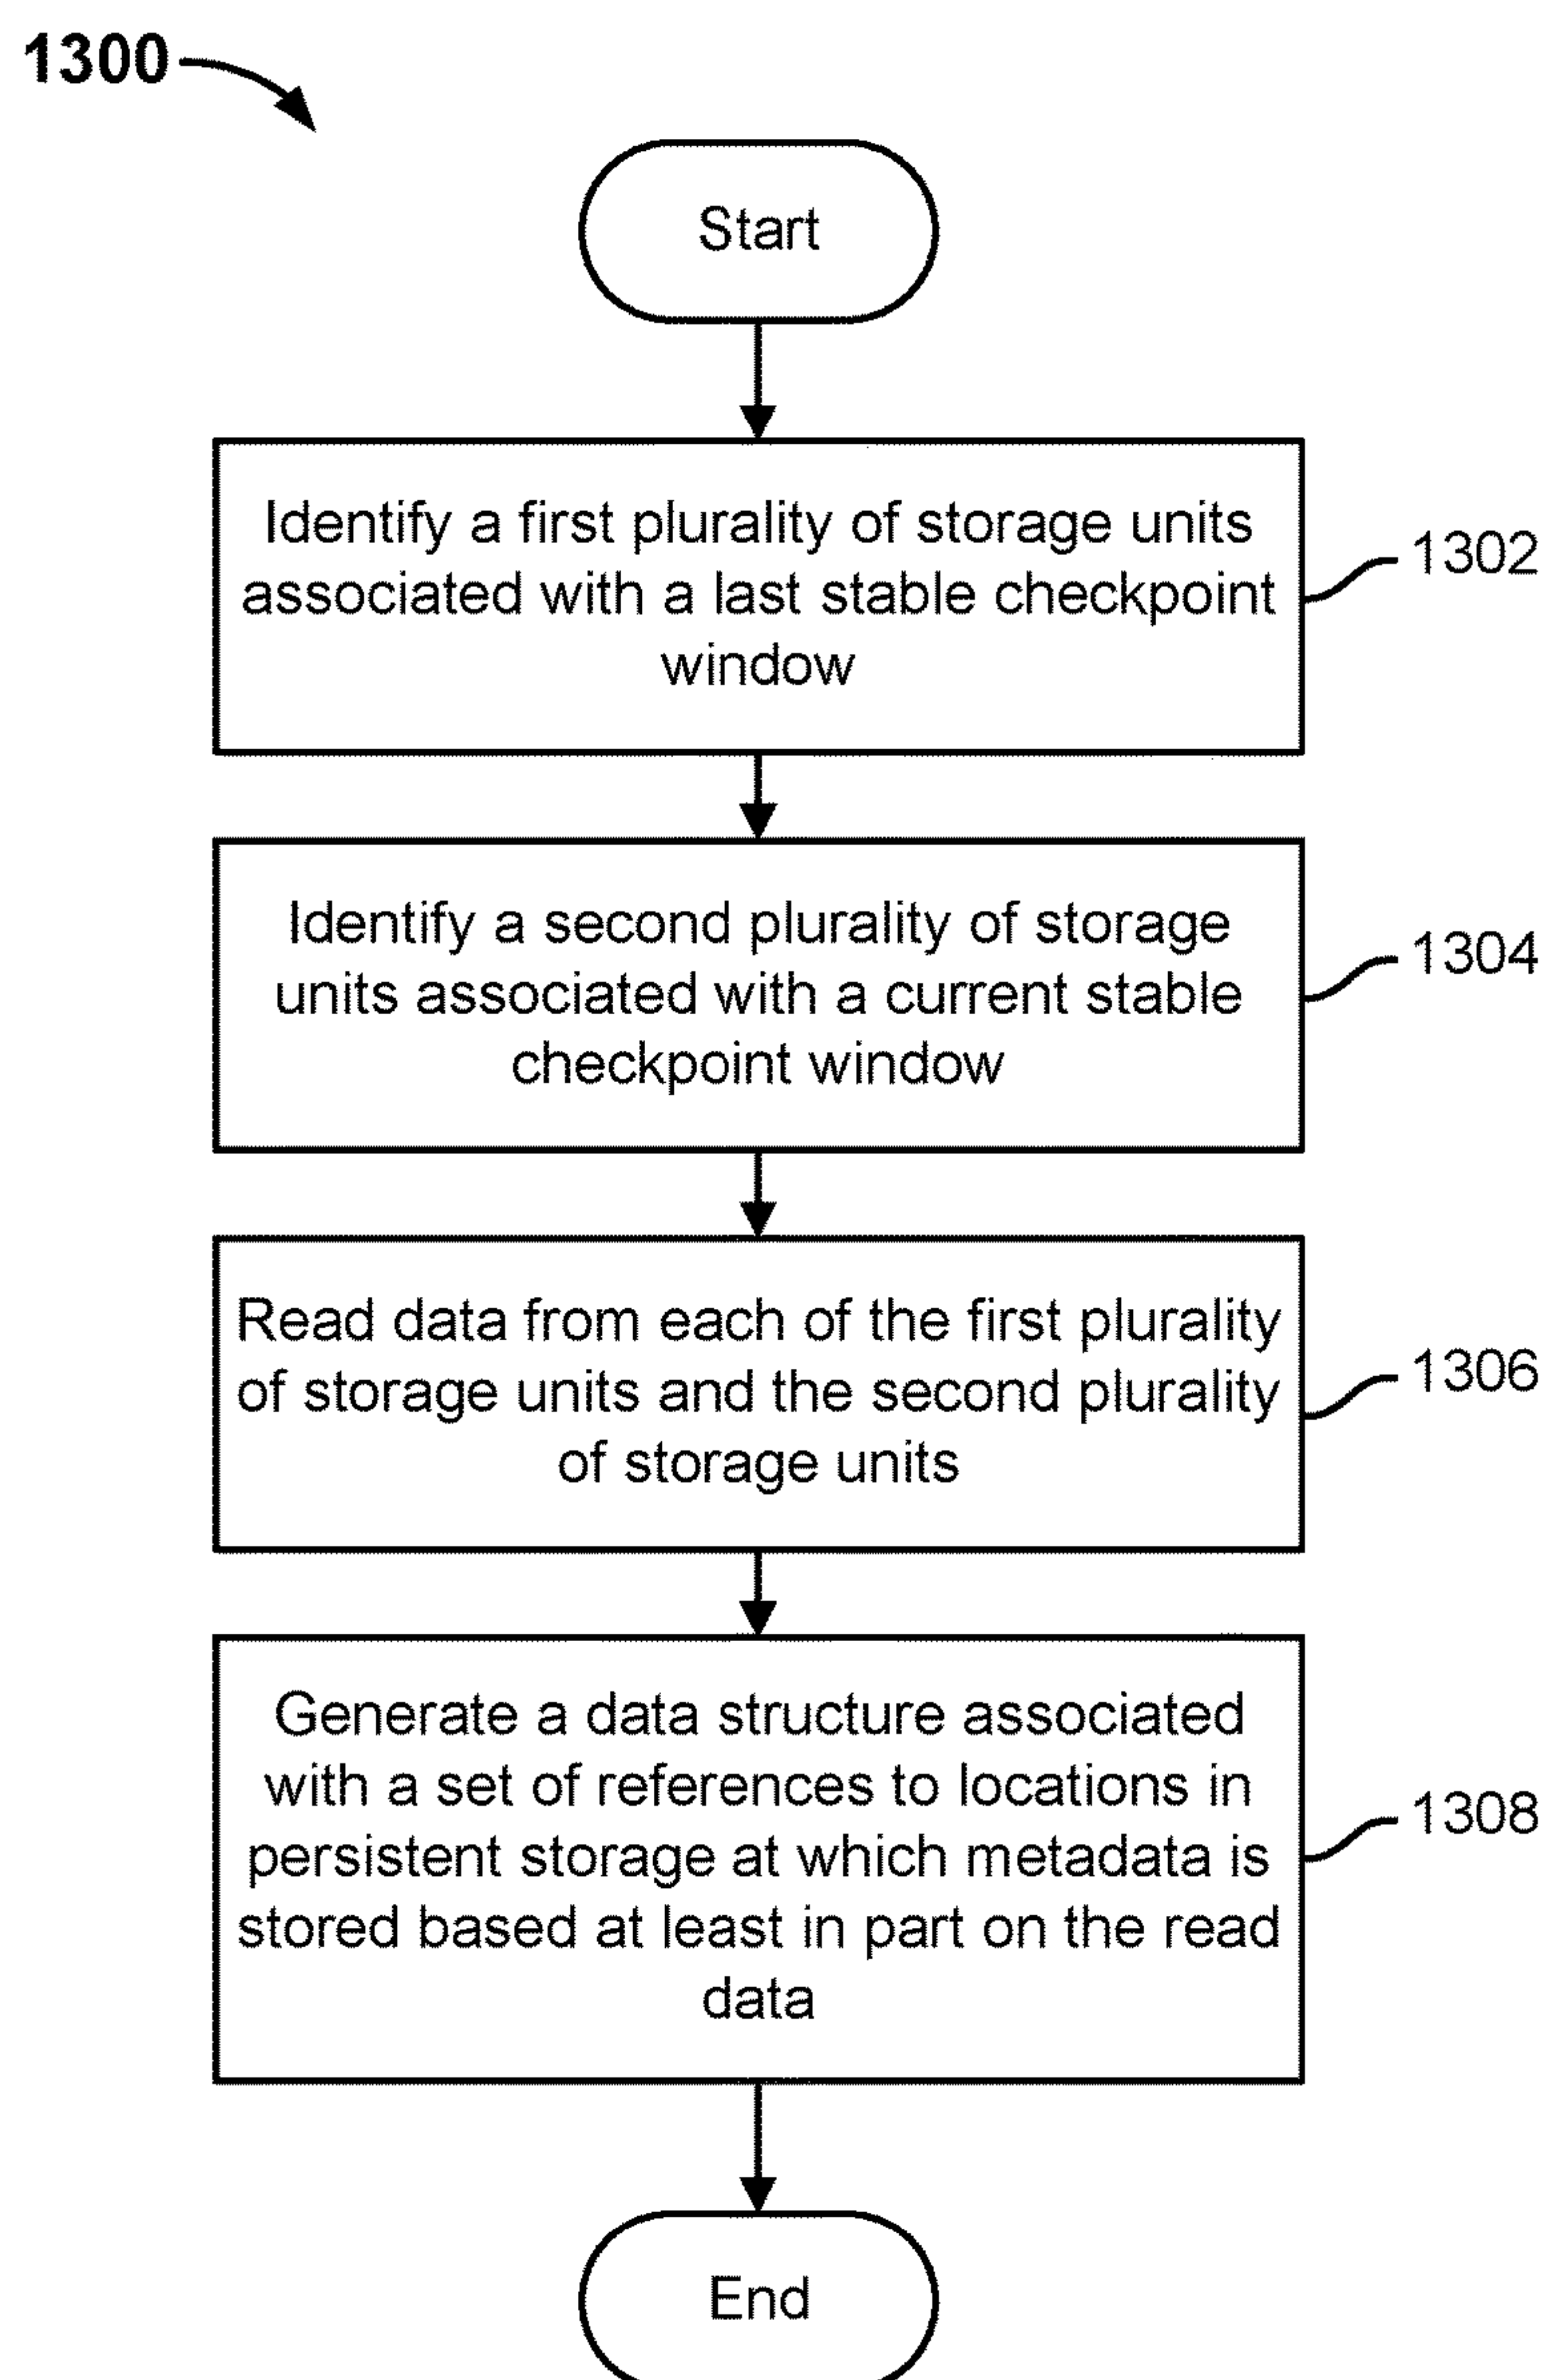 1300
Start
Identify a first plurality of storage units
associated with a last stable checkpoint
window
1302
Identify a second plurality of storage
units associated with a current stable
checkpoint window
1304
Read data from each of the first plurality
of storage units and the second plurality
of storage units
1306
Generate a data structure associated
with a set of references to locations in
persistent storage at which metadata is
stored based at least in part on the read
data
1308
End